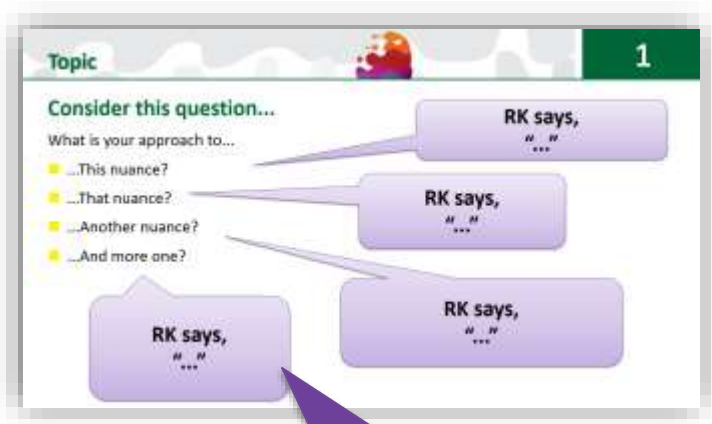 Topic
1
Consider this question...
What is your approach to...
...This nuance?
...That nuance?
...Another nuance?
...And more one?
RK says,
"..."
RK says,
"..."
RK says,
"..."
RK says,
"..."